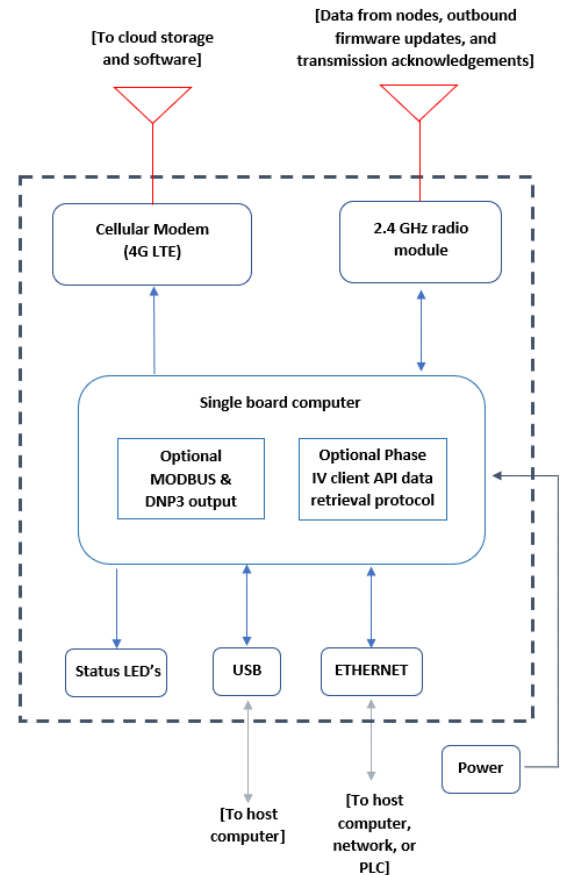 [To cloud storage
and software]
[Data from nodes, outbound
firmware updates, and
transmission acknowledgements]
Cellular Modem
(4G LTE)
2.4 GHz radio
module
Single board computer
Optional
MODBUS &
DNP3 output
Optional Phase
IV client API data
retrieval protocol
Status LED's
USB
ETHERNET
Power
[To host
computer]
[To host
computer,
network, or
PLC]